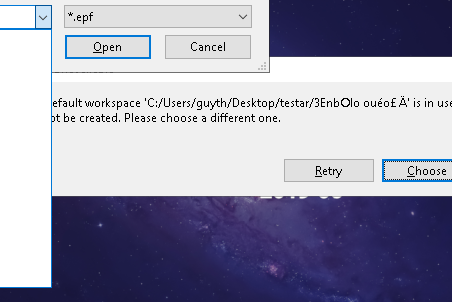 *.epf
Open
Cancel
efault workspace 'C:/Users/guyth/Desktop/testar/3EnbOlo ouéo£ Ä' is in use
ot be created. Please choose a different one.
Retry
Choose